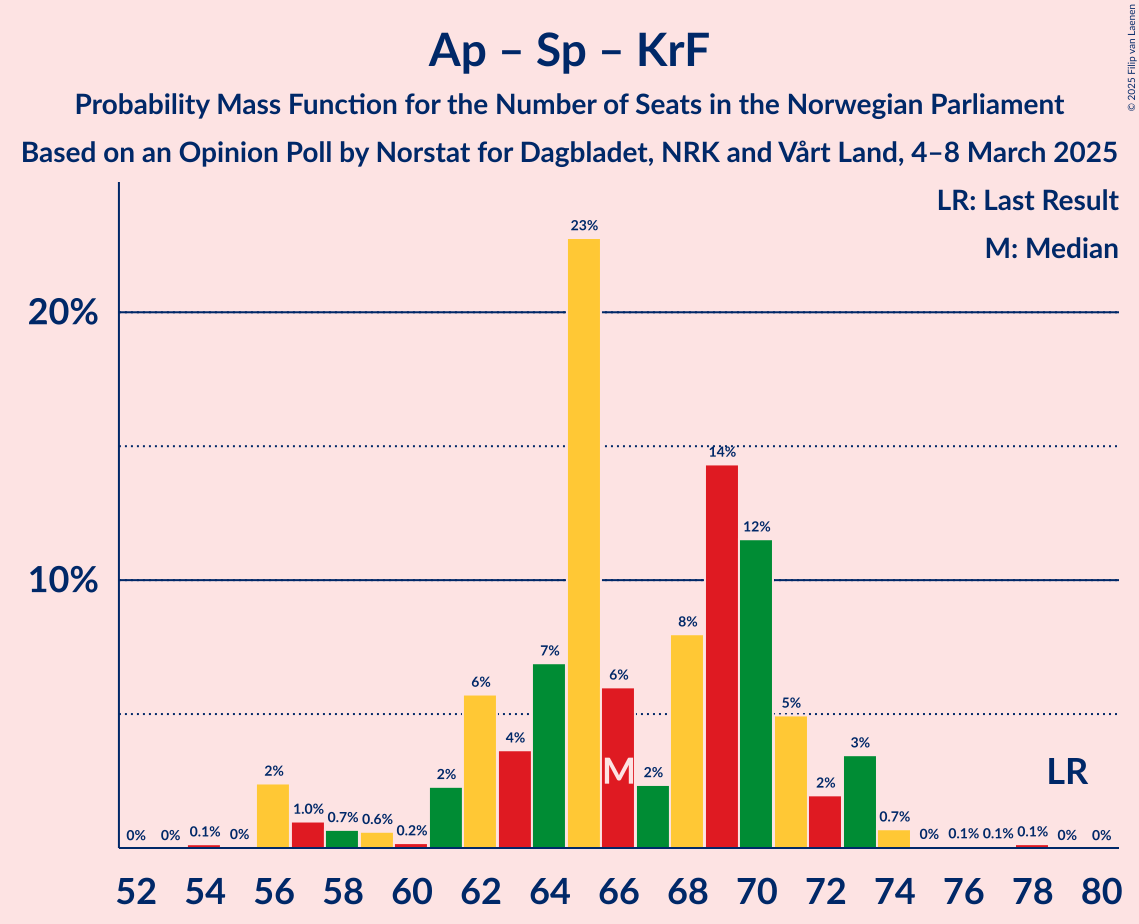 Ap – Sp – KrF
Probability Mass Function for the Number of Seats in the Norwegian Parliament
Based on an Opinion Poll by Norstat for Dagbladet, NRK and Vårt Land, 4–8 March 2025
© 2025 Filip van Laenen
LR: Last Result
M: Median
20%
10%
0% 0% 0.1% 0% 2% 1.0% 0.7% 0.6% 0.2% 2% 6% 4% 7% 23% 6% 2% 8% 14% 12% 5% 2% 3% 0.7% 0% 0.1% 0.1% 0.1% 0% 0%
M
LR
52 54 56 58 60 62 64 66 68 70 72 74 76 78 80